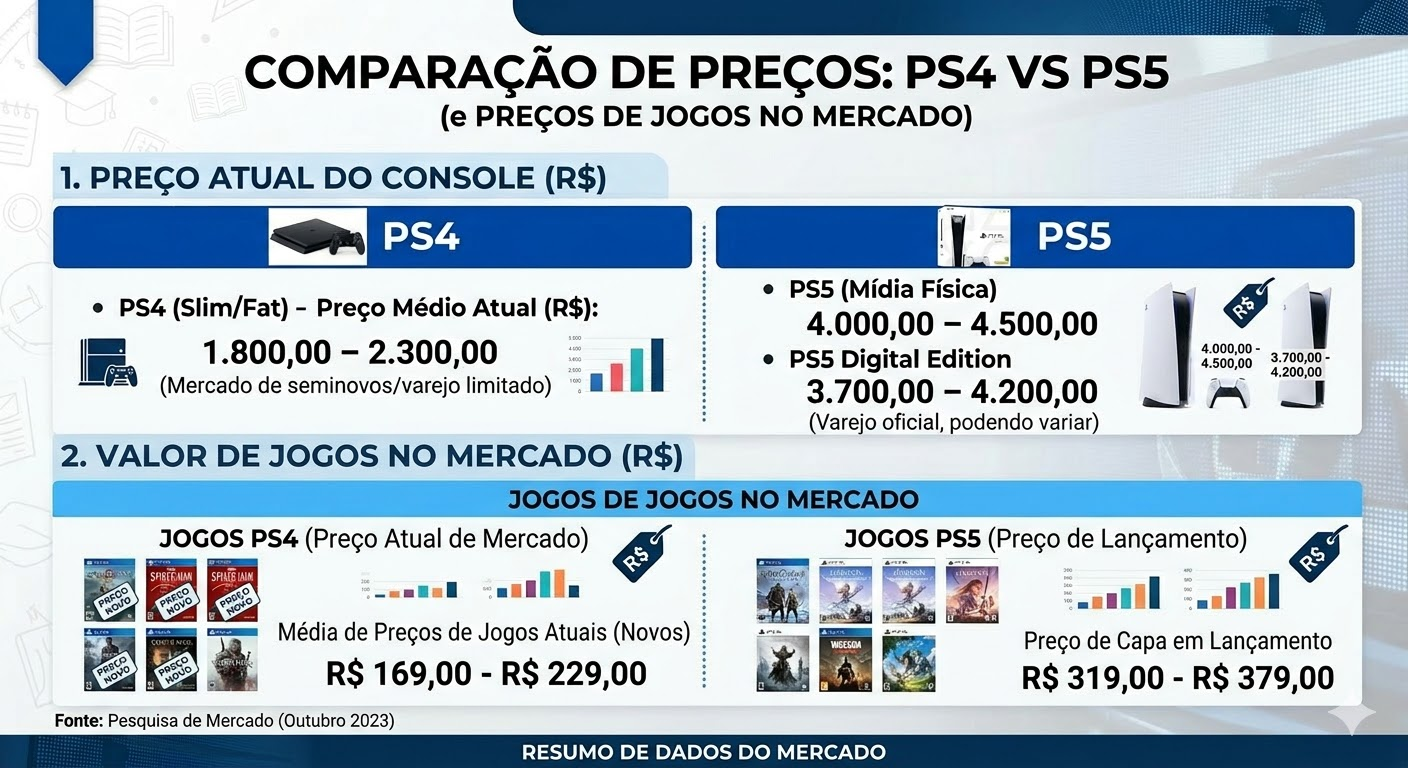 COMPARAÇÃO DE PREÇOS: PS4 VS PS5
(e PREÇOS DE JOGOS NO MERCADO)
1. PREÇO ATUAL DO CONSOLE (R$)
PS4
PS5
• PS4 (Slim/Fat) – Preço Médio Atual (R$):
1.800,00 – 2.300,00
(Mercado de seminovos/varejo limitado)
• PS5 (Mídia Física)
4.000,00 – 4.500,00
• PS5 Digital Edition
3.700,00 – 4.200,00
(Varejo oficial, podendo variar)
R$
4.000,00 -
4.500,00
3.700,00 -
4.200,00
2. VALOR DE JOGOS NO MERCADO (R$)
JOGOS DE JOGOS NO MERCADO
JOGOS PS4 (Preço Atual de Mercado)
R$
PREÇO NOVO
PREÇO NOVO
PREÇO NOVO
PREÇO NOVO
PREÇO NOVO
Média de Preços de Jogos Atuais (Novos)
R$ 169,00 - R$ 229,00
JOGOS PS5 (Preço de Lançamento)
R$
Preço de Capa em Lançamento
R$ 319,00 - R$ 379,00
Fonte: Pesquisa de Mercado (Outubro 2023)
RESUMO DE DADOS DO MERCADO